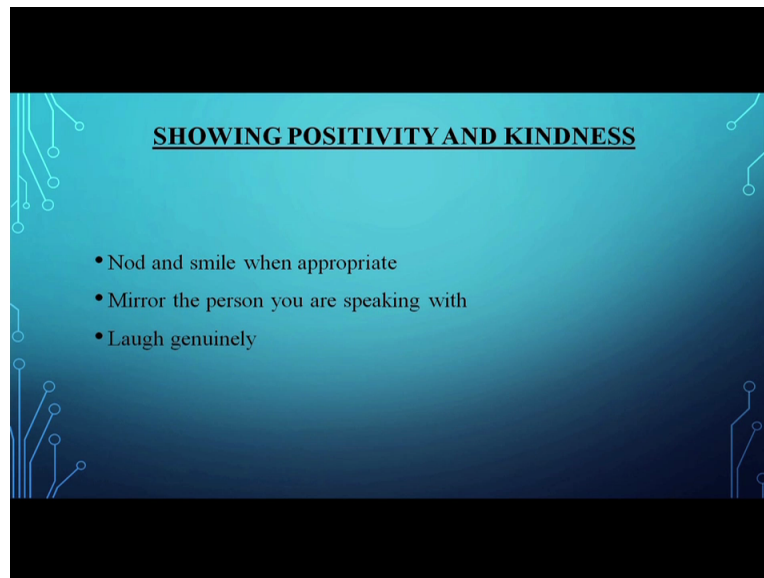 SHOWING POSITIVITY AND KINDNESS
• Nod and smile when appropriate
• Mirror the person you are speaking with
• Laugh genuinely